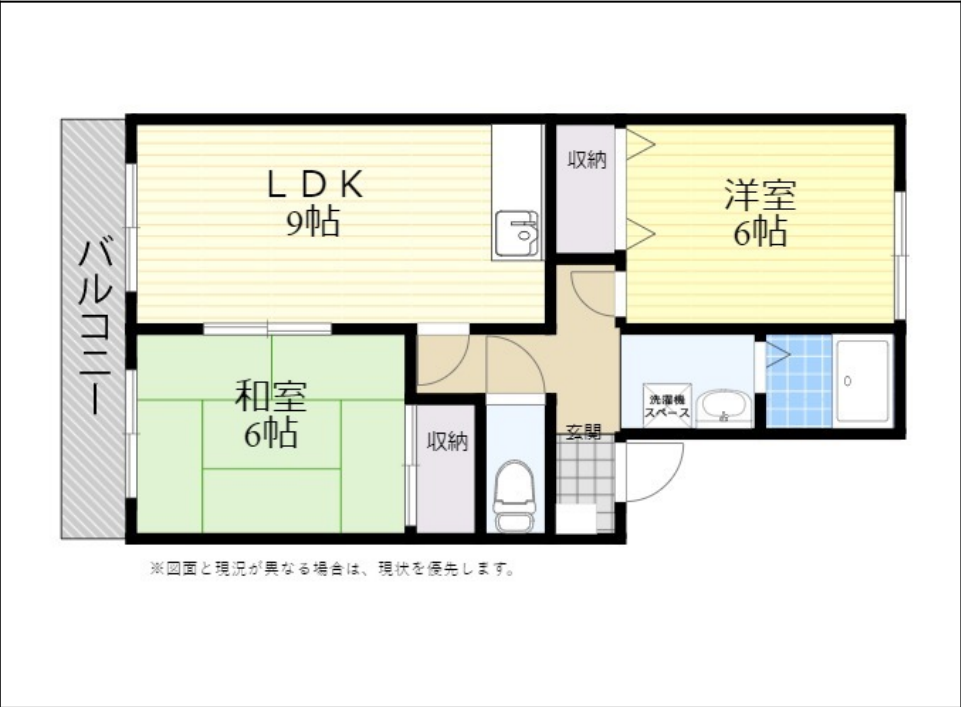 LDK
9帖
収納
洋室
6帖
バルコニー
和室
6帖
収納
洗濯機
スペース
玄関
※図面と現況が異なる場合は、現状を優先します。